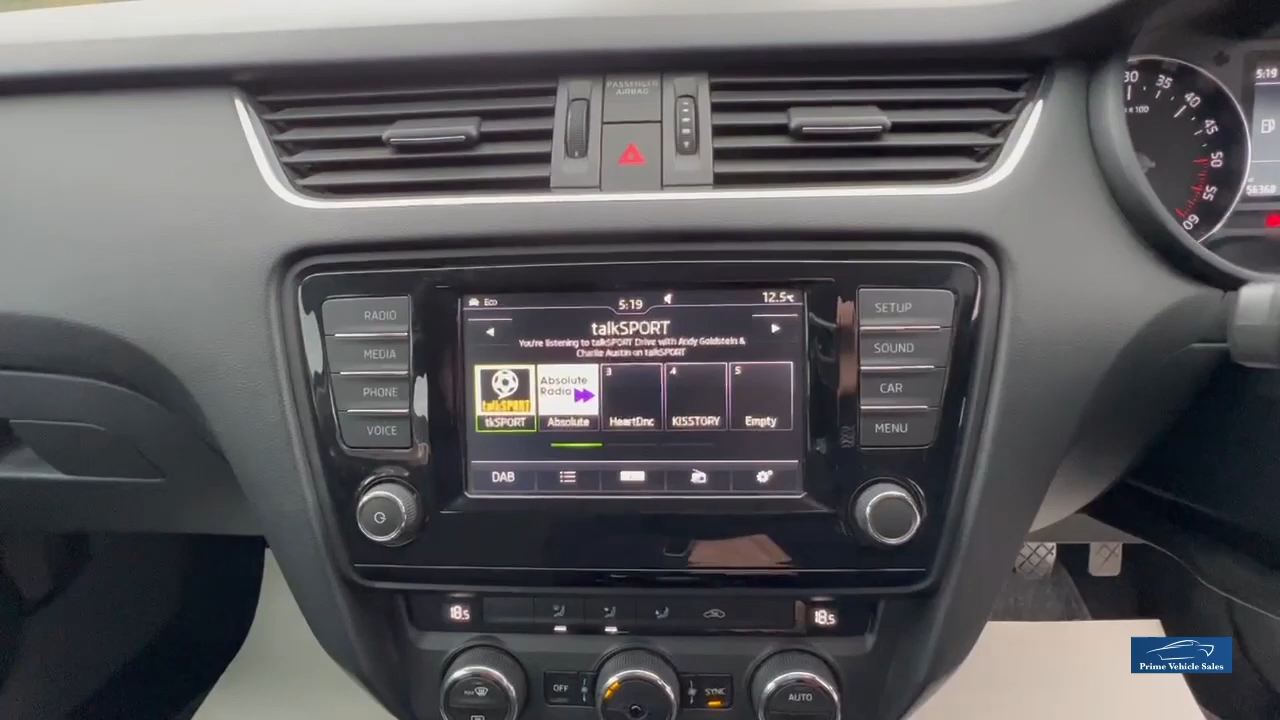 PASSENGER
AIRBAG
30 35 40 45 50 55 60
x 100
5:19
56368
RADIO
MEDIA
PHONE
VOICE
SETUP
SOUND
CAR
MENU
Eco 5:19 12.5°C
talkSPORT
You're listening to talkSPORT Drive with Andy Goldstein &
Charlie Austin on talkSPORT
talkSPORT
Absolute
Radio
3 4 5
tkSPORT Absolute HeartDnc KISSTORY Empty
DAB
18.5 18.5
OFF SYNC AUTO
Prime Vehicle Sales